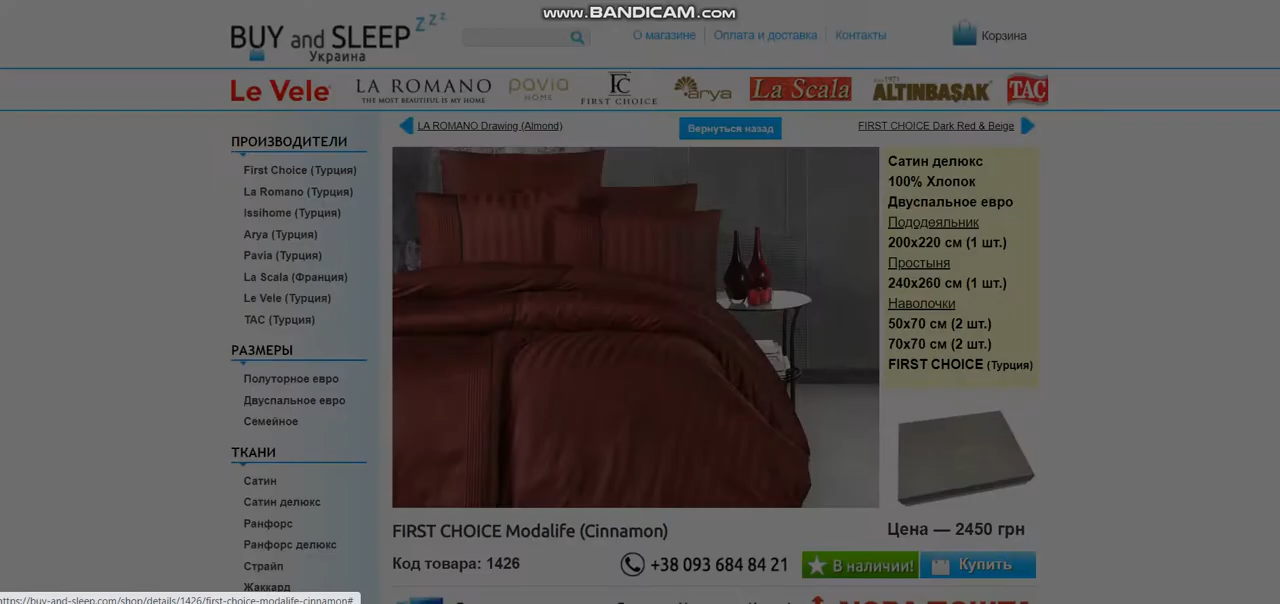 www.BANDICAM.com
BUY and SLEEP zzz
Украина
О магазине
Оплата и доставка
Контакты
Корзина
Le Vele
LA ROMANO
THE MOST BEAUTIFUL IS MY HOME
pavia
HOME
FC
FIRST CHOICE
arya
La Scala
ALTINBAŞAK
TAC
LA ROMANO Drawing (Almond)
Вернуться назад
FIRST CHOICE Dark Red & Beige
ПРОИЗВОДИТЕЛИ
First Choice (Турция)
La Romano (Турция)
Issihome (Турция)
Arya (Турция)
Pavia (Турция)
La Scala (Франция)
Le Vele (Турция)
TAC (Турция)
РАЗМЕРЫ
Полуторное евро
Двуспальное евро
Семейное
ТКАНИ
Сатин
Сатин делюкс
Ранфорс
Ранфорс делюкс
Страйп
Жаккард
Сатин делюкс
100% Хлопок
Двуспальное евро
Пододеяльник
200x220 см (1 шт.)
Простыня
240x260 см (1 шт.)
Наволочки
50x70 см (2 шт.)
70x70 см (2 шт.)
FIRST CHOICE (Турция)
FIRST CHOICE Modalife (Cinnamon)
Цена — 2450 грн
Код товара: 1426
+38 093 684 84 21
В наличии!
Купить
https://buy-and-sleep.com/shop/details/1426/first-choice-modalife-cinnamon#